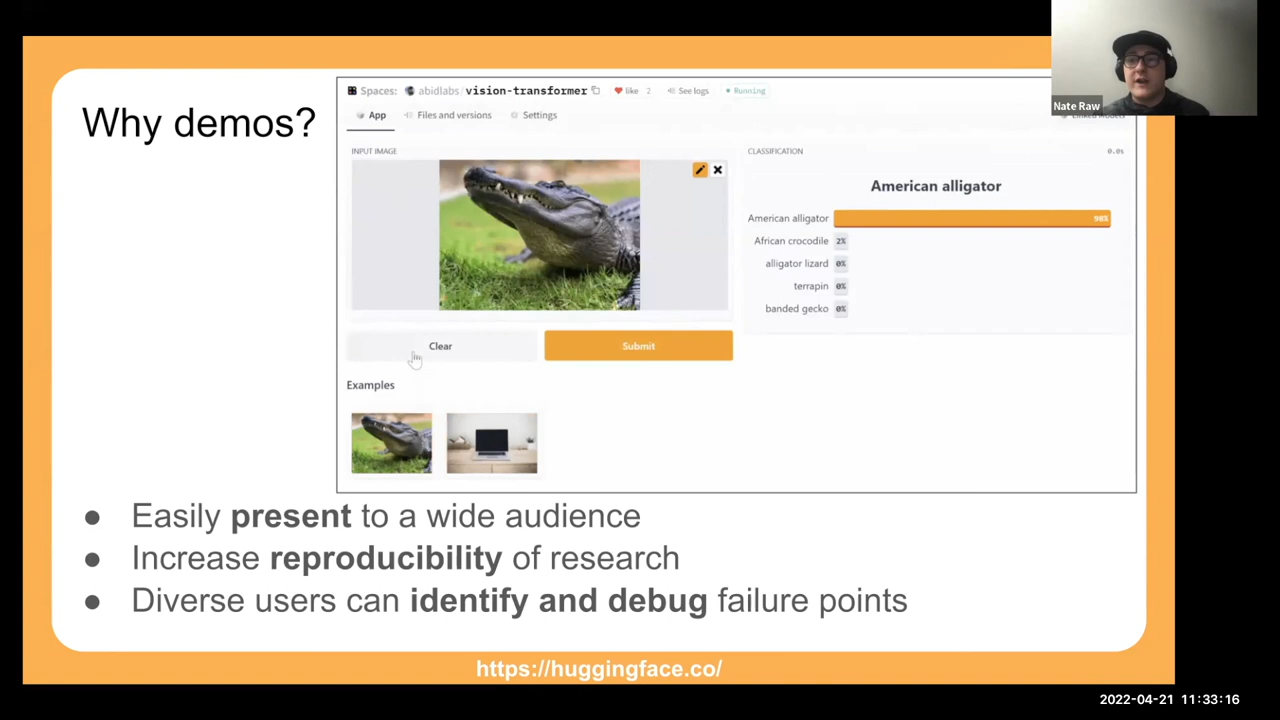 Why demos?
Spaces: abidlabs/vision-transformer like 2 See logs Running
App Files and versions Settings Linked Models
INPUT IMAGE
CLASSIFICATION 0.0s
American alligator
American alligator 98%
African crocodile 2%
alligator lizard 0%
terrapin 0%
banded gecko 0%
Clear Submit
Examples
● Easily present to a wide audience
● Increase reproducibility of research
● Diverse users can identify and debug failure points
https://huggingface.co/
Nate Raw
2022-04-21 11:33:16